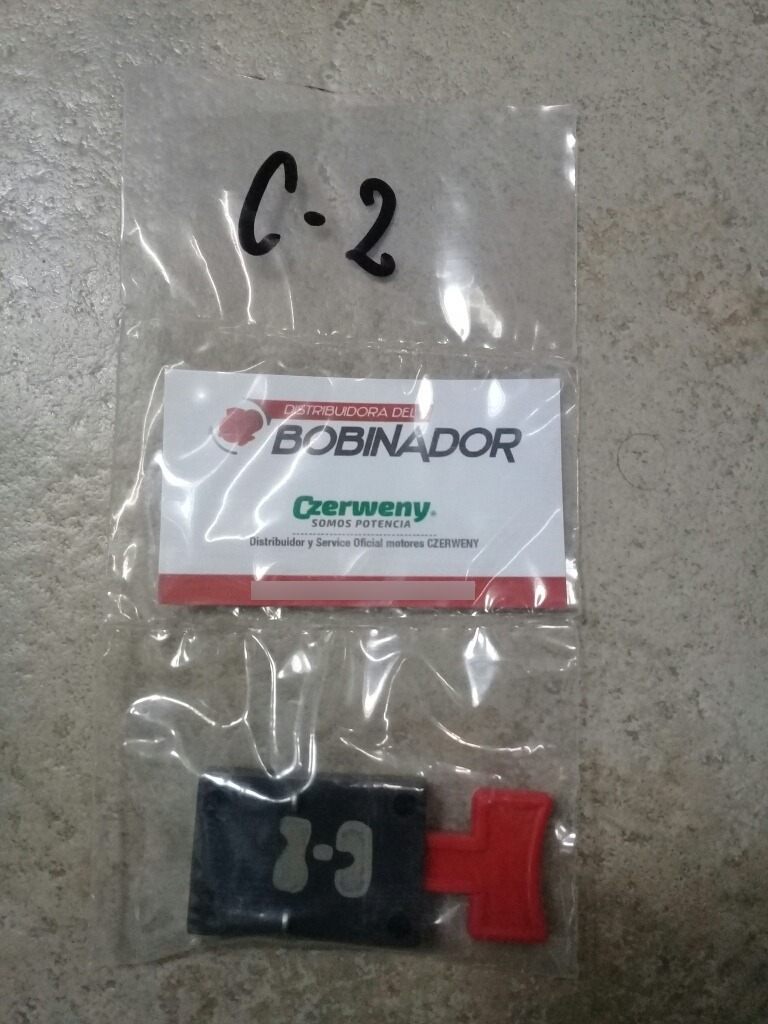 C-2
DISTRIBUIDORA DEL
BOBINADOR
Czerweny®
SOMOS POTENCIA
Distribuidor y Service Oficial motores CZERWENY